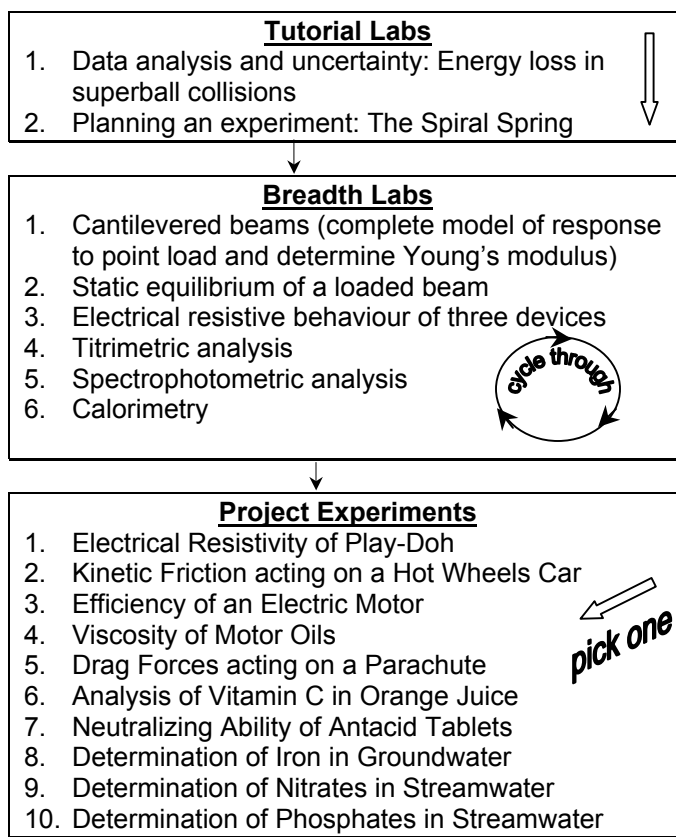 Tutorial Labs
1. Data analysis and uncertainty: Energy loss in
superball collisions
2. Planning an experiment: The Spiral Spring
Breadth Labs
1. Cantilevered beams (complete model of response
to point load and determine Young's modulus)
2. Static equilibrium of a loaded beam
3. Electrical resistive behaviour of three devices
4. Titrimetric analysis
5. Spectrophotometric analysis
6. Calorimetry
cycle through
Project Experiments
1. Electrical Resistivity of Play-Doh
2. Kinetic Friction acting on a Hot Wheels Car
3. Efficiency of an Electric Motor
4. Viscosity of Motor Oils
5. Drag Forces acting on a Parachute
6. Analysis of Vitamin C in Orange Juice
7. Neutralizing Ability of Antacid Tablets
8. Determination of Iron in Groundwater
9. Determination of Nitrates in Streamwater
10. Determination of Phosphates in Streamwater
pick one